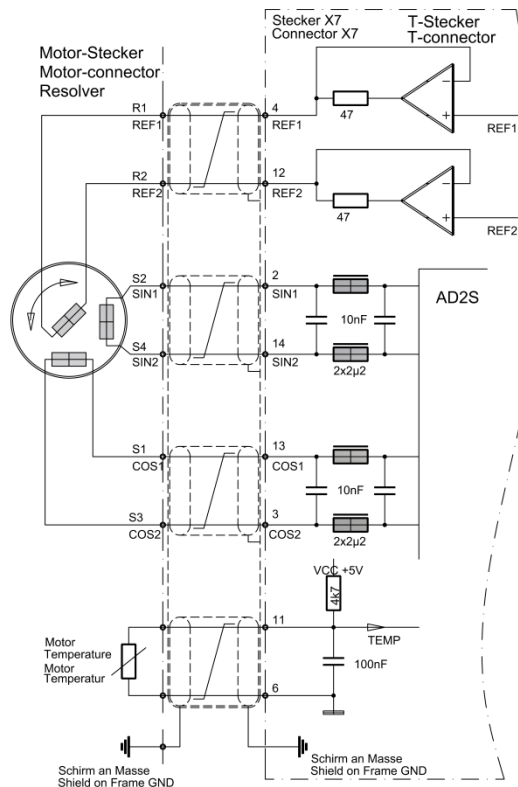 Stecker X7
Connector X7
T-Stecker
T-connector
Motor-Stecker
Motor-connector
Resolver
R1
REF1
4
REF1
47
REF1
R2
REF2
12
REF2
47
REF2
S2
SIN1
2
SIN1
AD2S
10nF
S4
SIN2
14
SIN2
2x2µ2
S1
COS1
13
COS1
10nF
S3
COS2
3
COS2
2x2µ2
VCC +5V
4k7
11
TEMP
Motor
Temperature
Motor
Temperatur
100nF
6
Schirm an Masse
Shield on Frame GND
Schirm an Masse
Shield on Frame GND